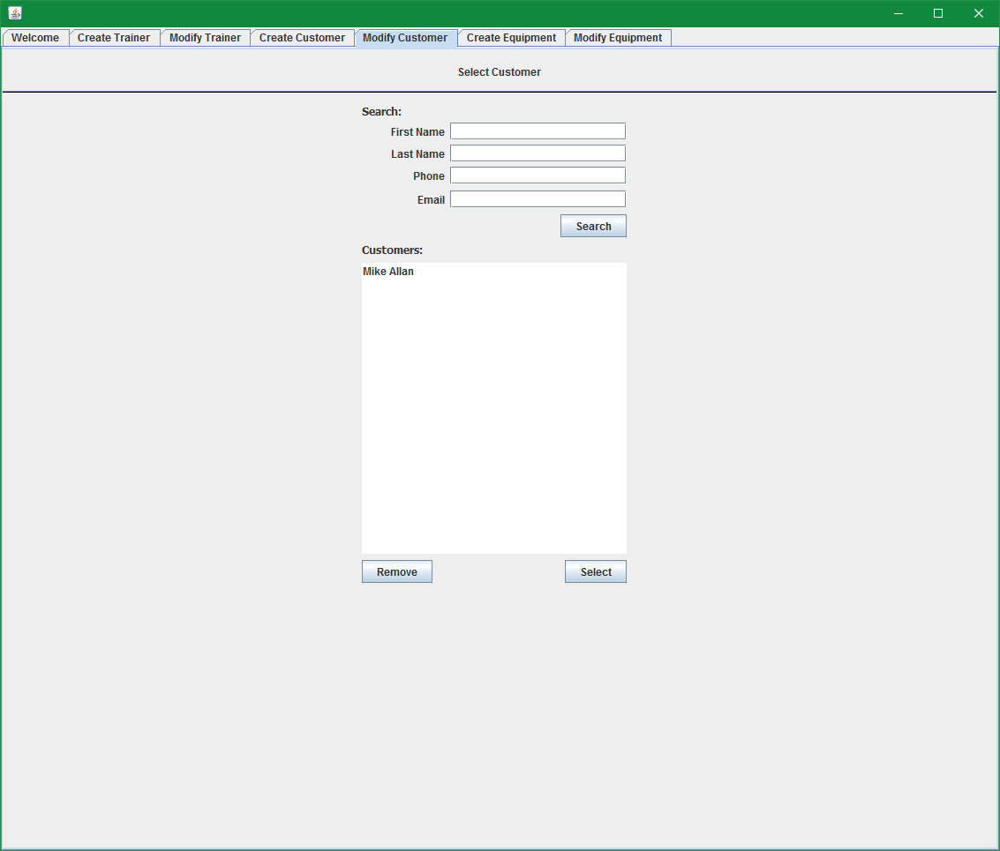 Welcome Create Trainer Modify Trainer Create Customer Modify Customer Create Equipment Modify Equipment
Select Customer
Search:
First Name
Last Name
Phone
Email
Search
Customers:
Mike Allan
Remove Select